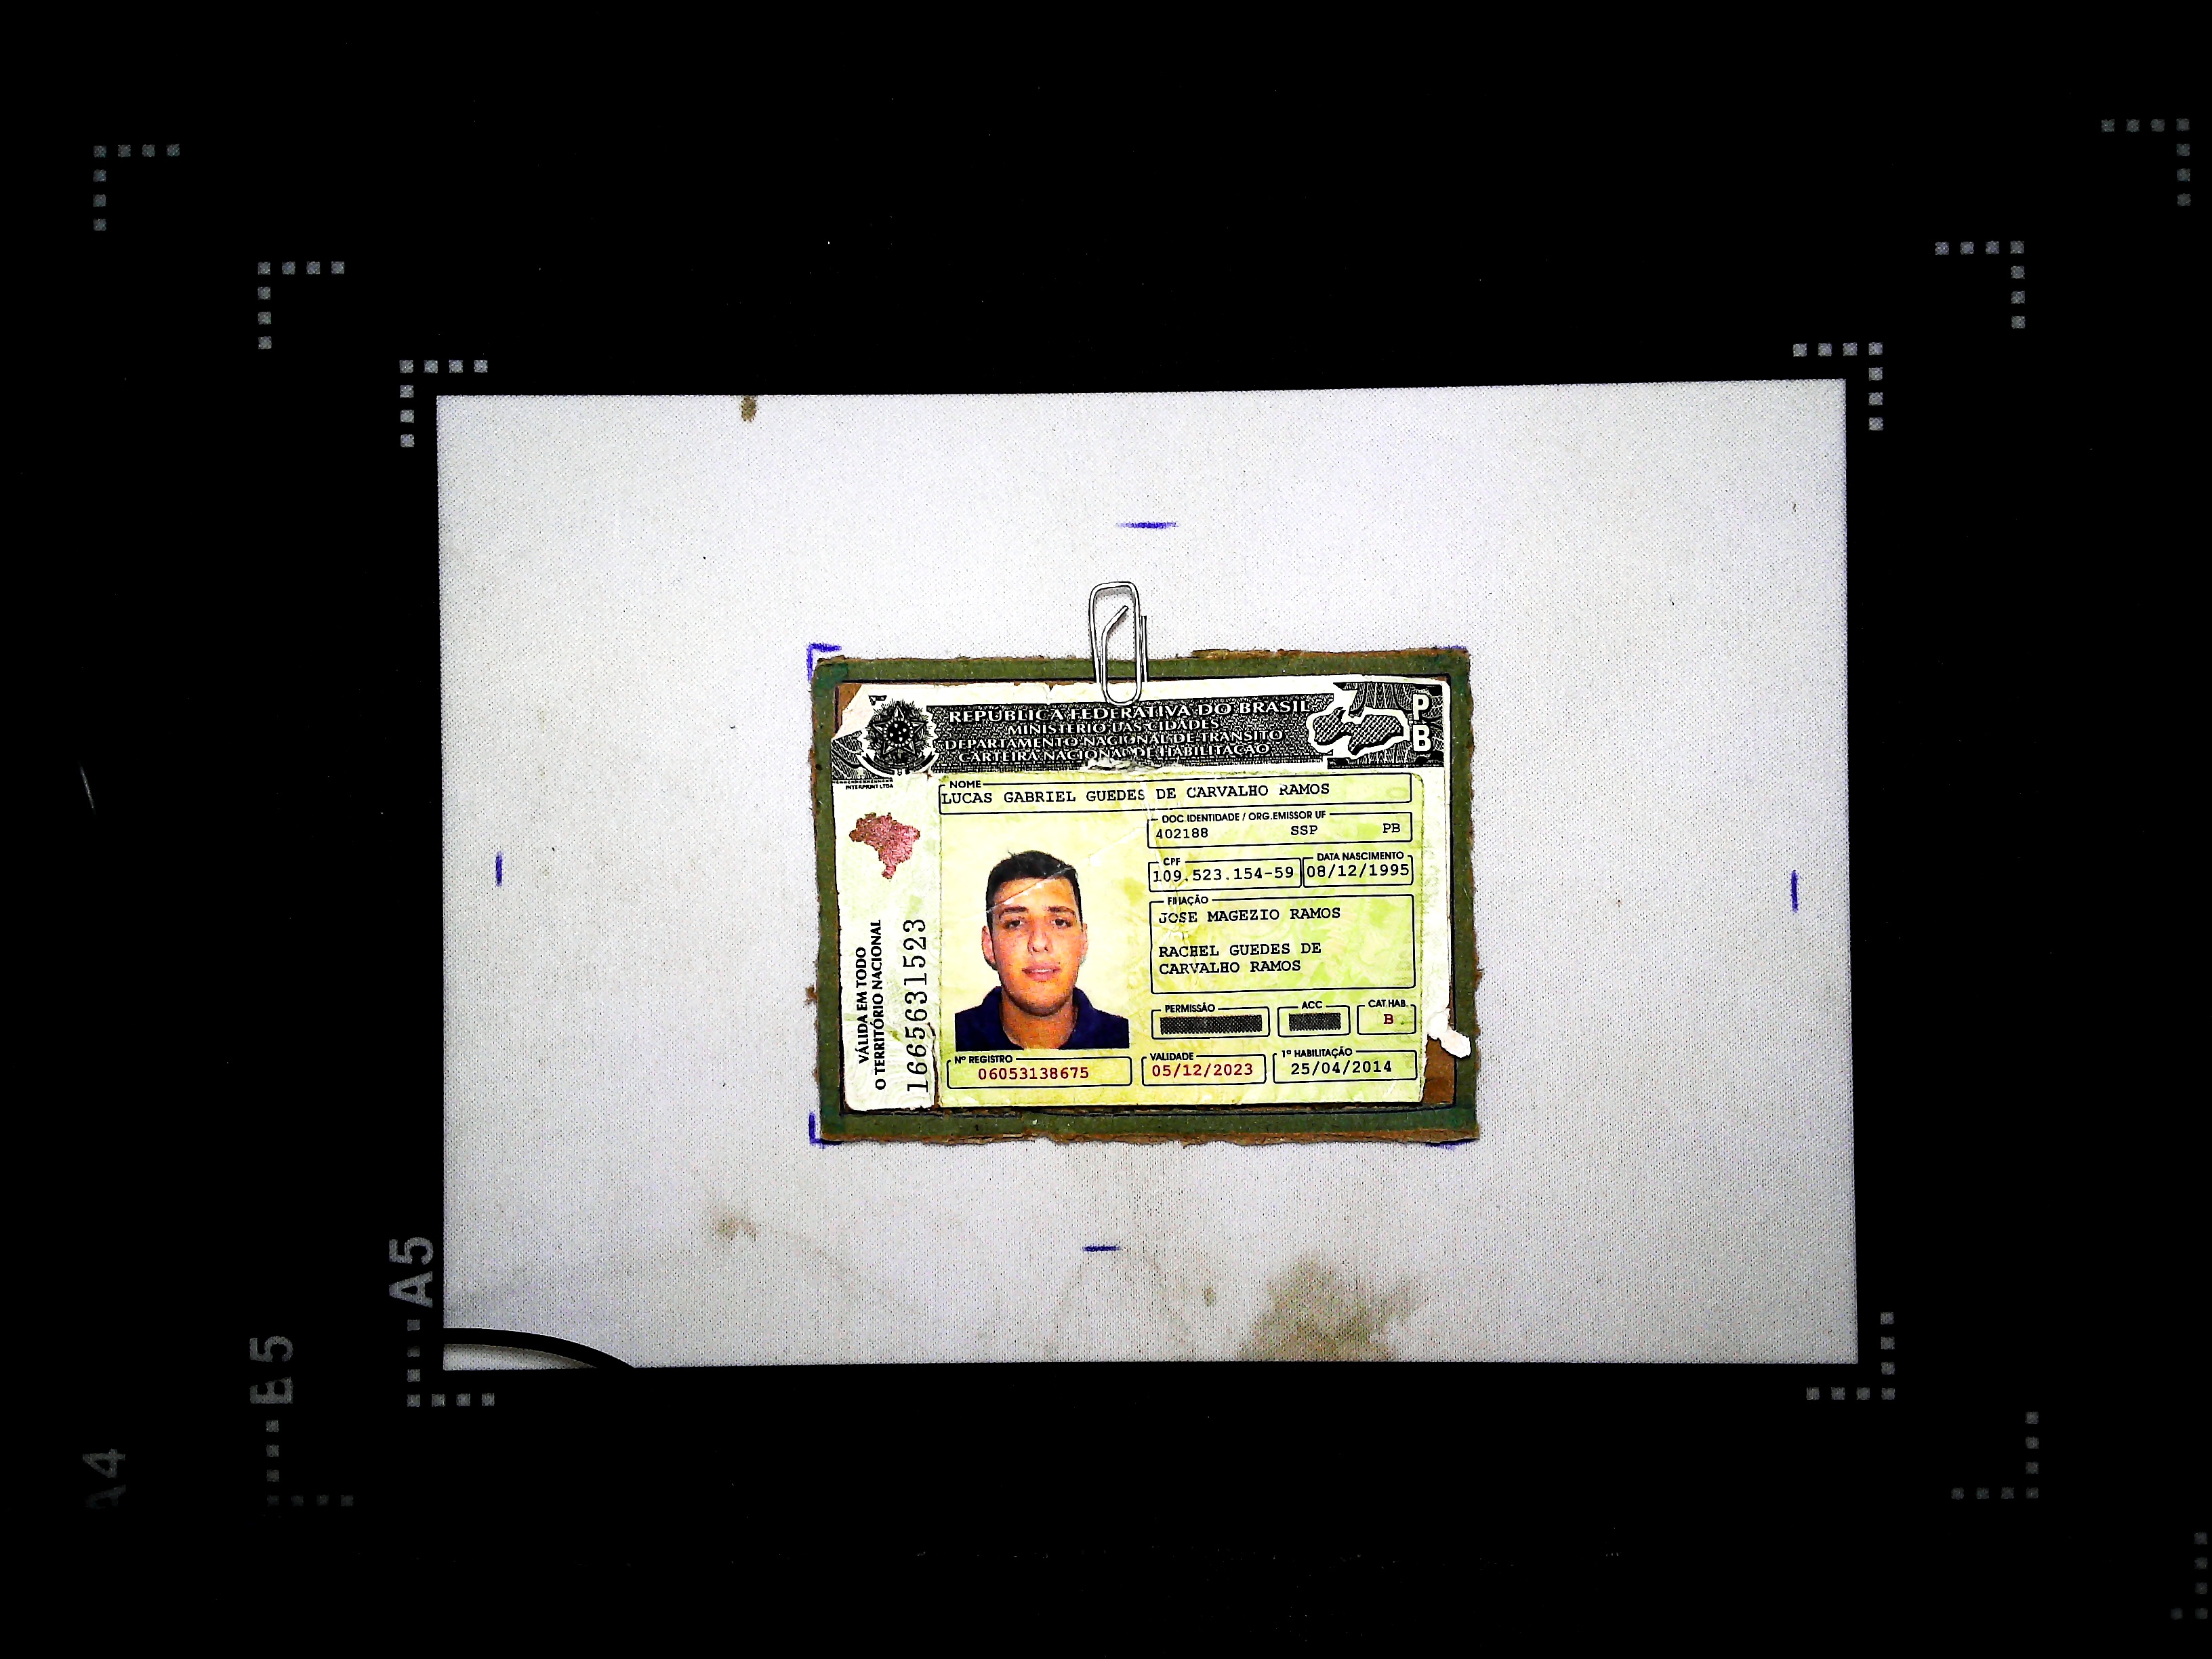 REPÚBLICA FEDERATIVA DO BRASIL
MINISTÉRIO DAS CIDADES
DEPARTAMENTO NACIONAL DE TRÂNSITO
CARTEIRA NACIONAL DE HABILITAÇÃO
PB
INTERPRINT LTDA
NOME
LUCAS GABRIEL GUEDES DE CARVALHO RAMOS
DOC. IDENTIDADE / ORG. EMISSOR UF
402188 SSP PB
CPF DATA NASCIMENTO
109.523.154-59 08/12/1995
FILIAÇÃO
JOSE MAGEZIO RAMOS
RACHEL GUEDES DE
CARVALHO RAMOS
PERMISSÃO ACC CAT.HAB.
B
Nº REGISTRO VALIDADE 1ª HABILITAÇÃO
06053138675 05/12/2023 25/04/2014
VÁLIDA EM TODO
O TERRITÓRIO NACIONAL
1665631523
A5
E5
A4